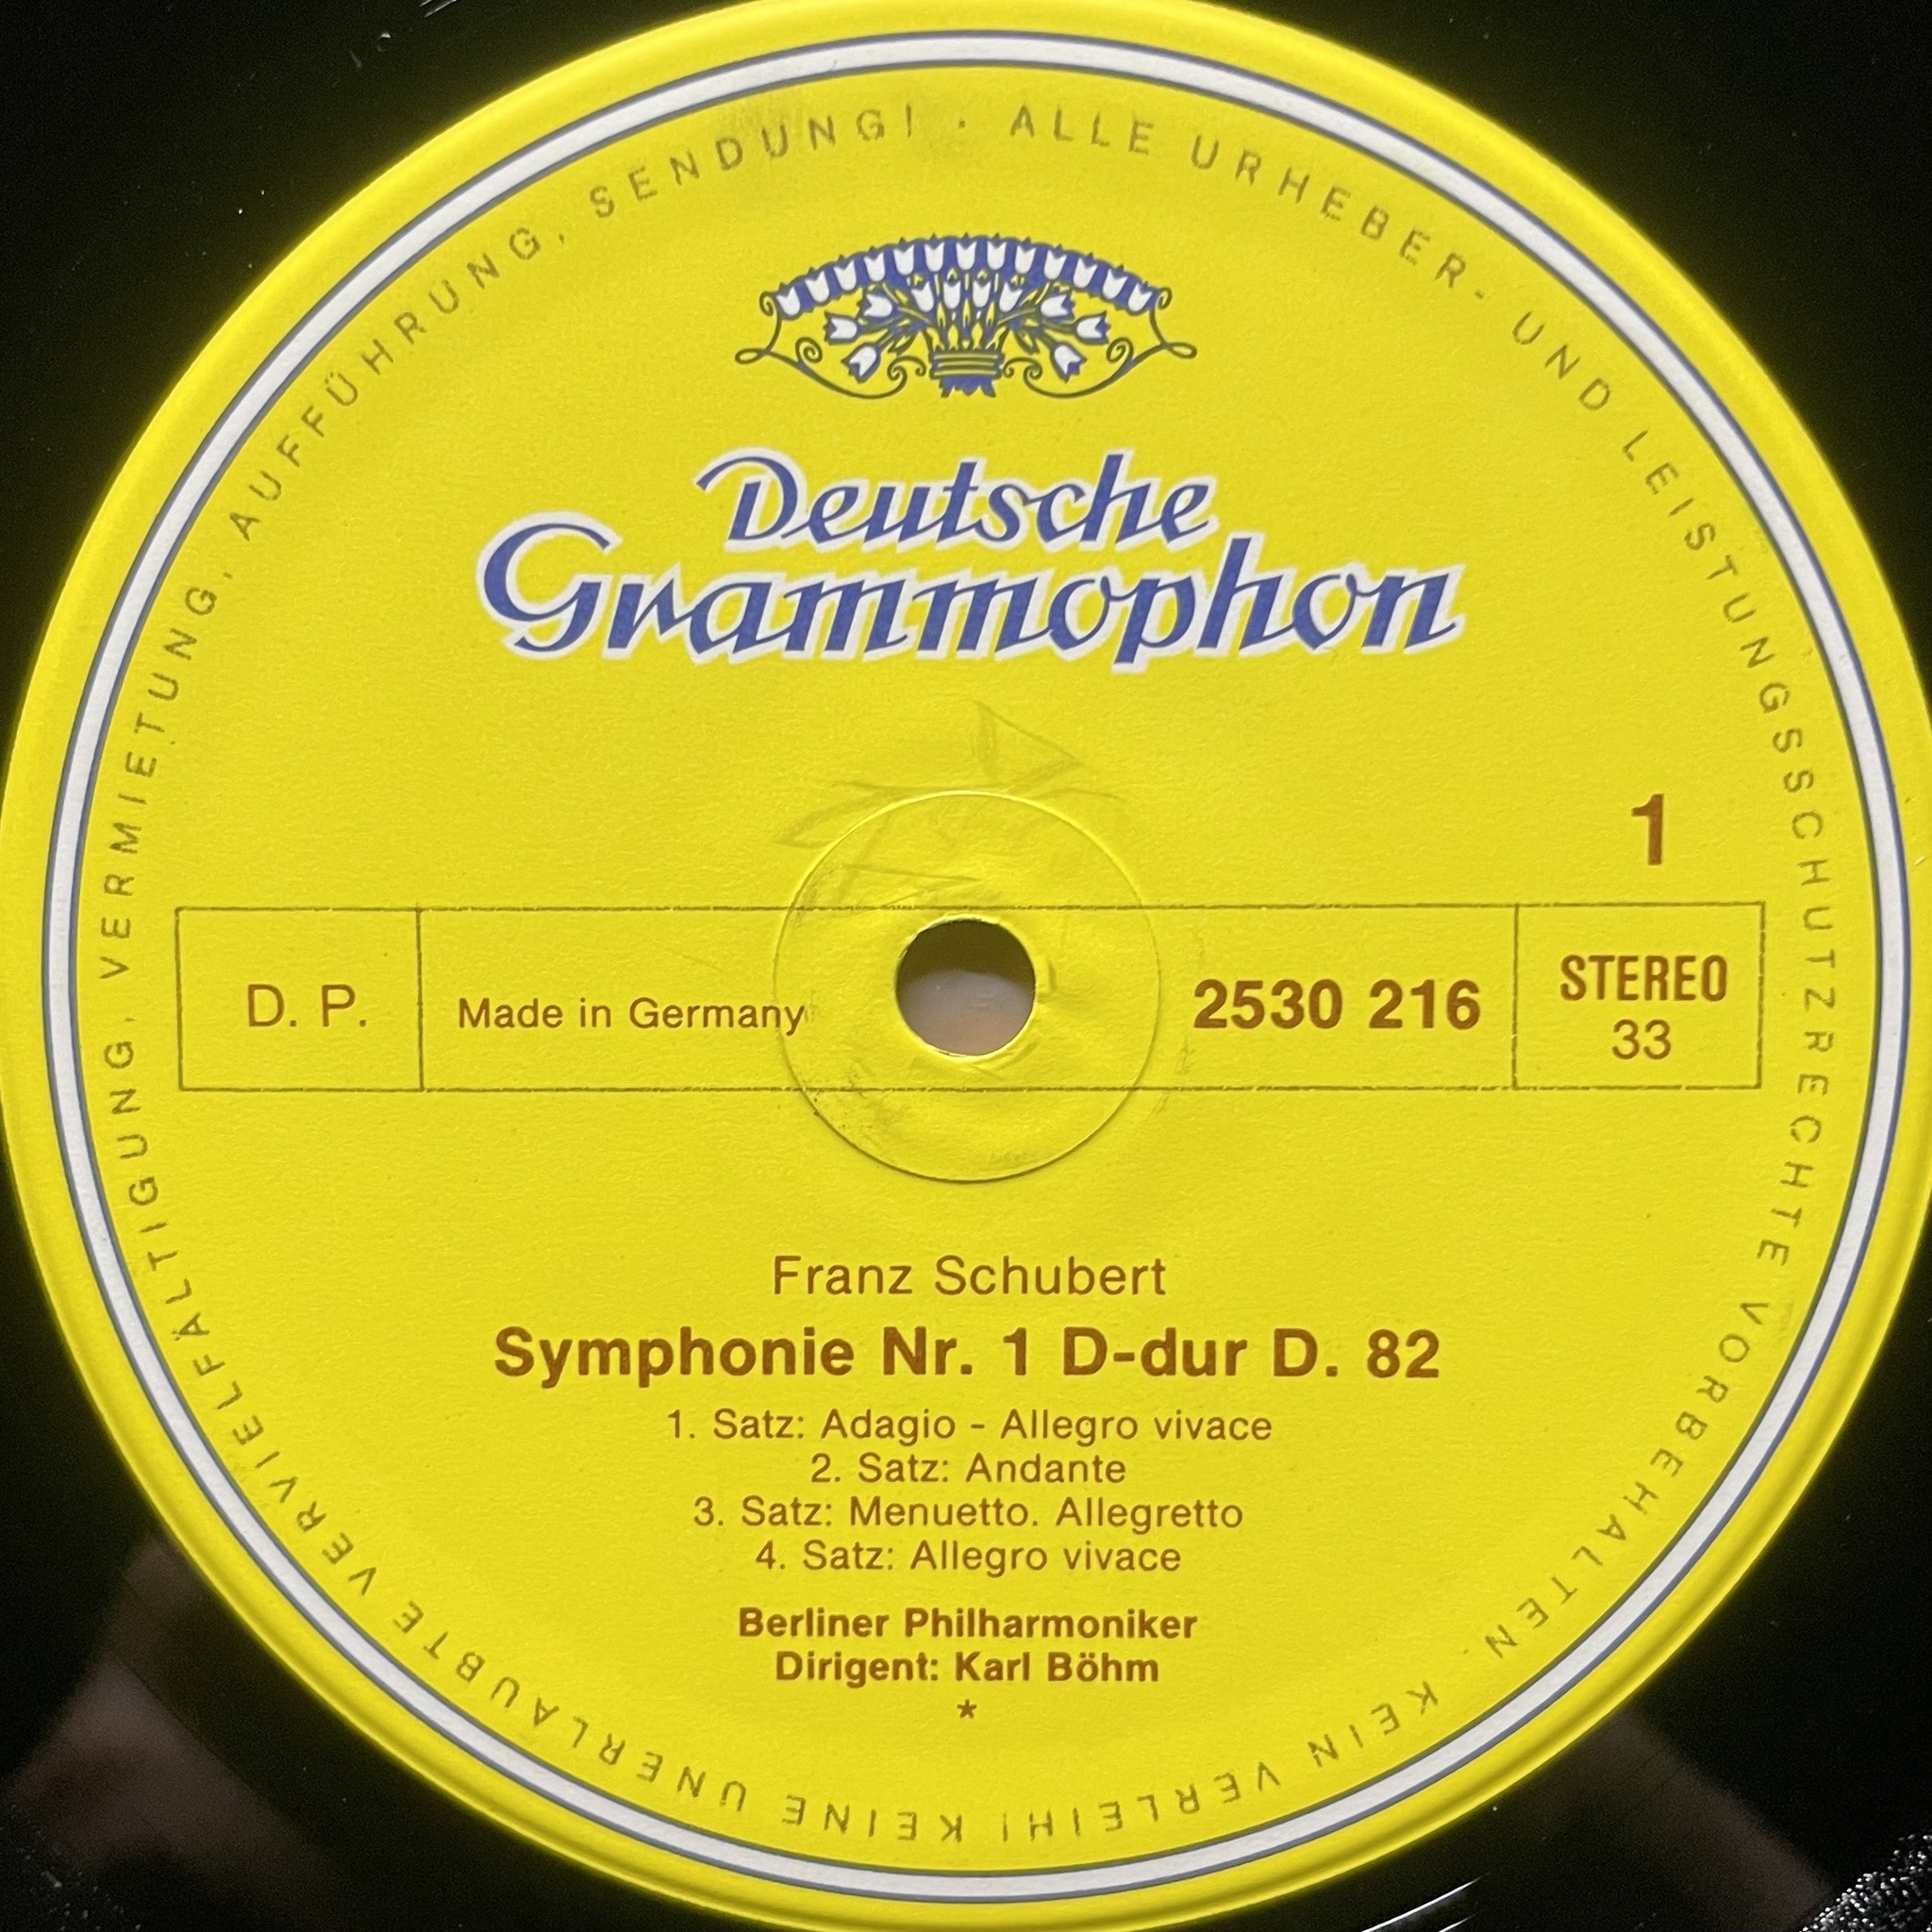 ALLE URHEBER- UND LEISTUNGSSCHUTZRECHTE VORBEHALTEN. KEIN VERLEIH! KEINE UNERLAUBTE VERVIELFÄLTIGUNG, VERMIETUNG, AUFFÜHRUNG, SENDUNG! ·
Deutsche
Grammophon
1
D. P.
Made in Germany
2530 216
STEREO
33
Franz Schubert
Symphonie Nr. 1 D-dur D. 82
1. Satz: Adagio - Allegro vivace
2. Satz: Andante
3. Satz: Menuetto. Allegretto
4. Satz: Allegro vivace
Berliner Philharmoniker
Dirigent: Karl Böhm
*